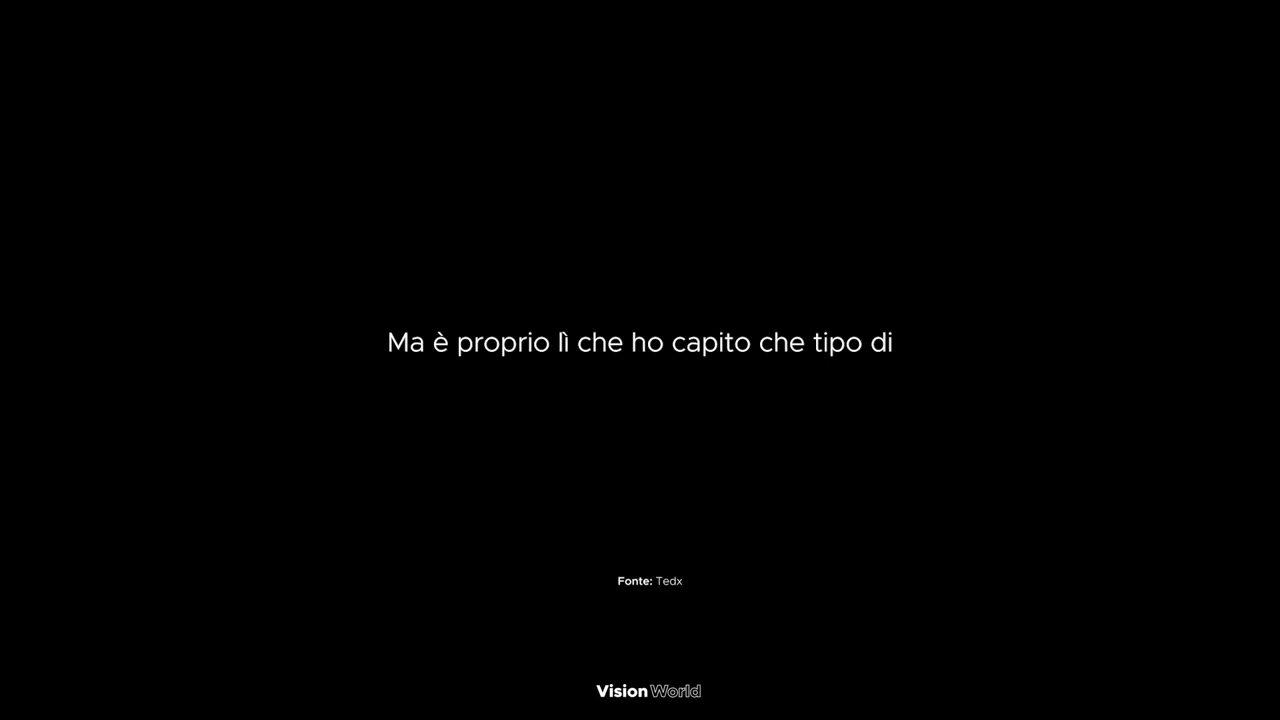 Ma è proprio lì che ho capito che tipo di
Fonte: Tedx
Vision World